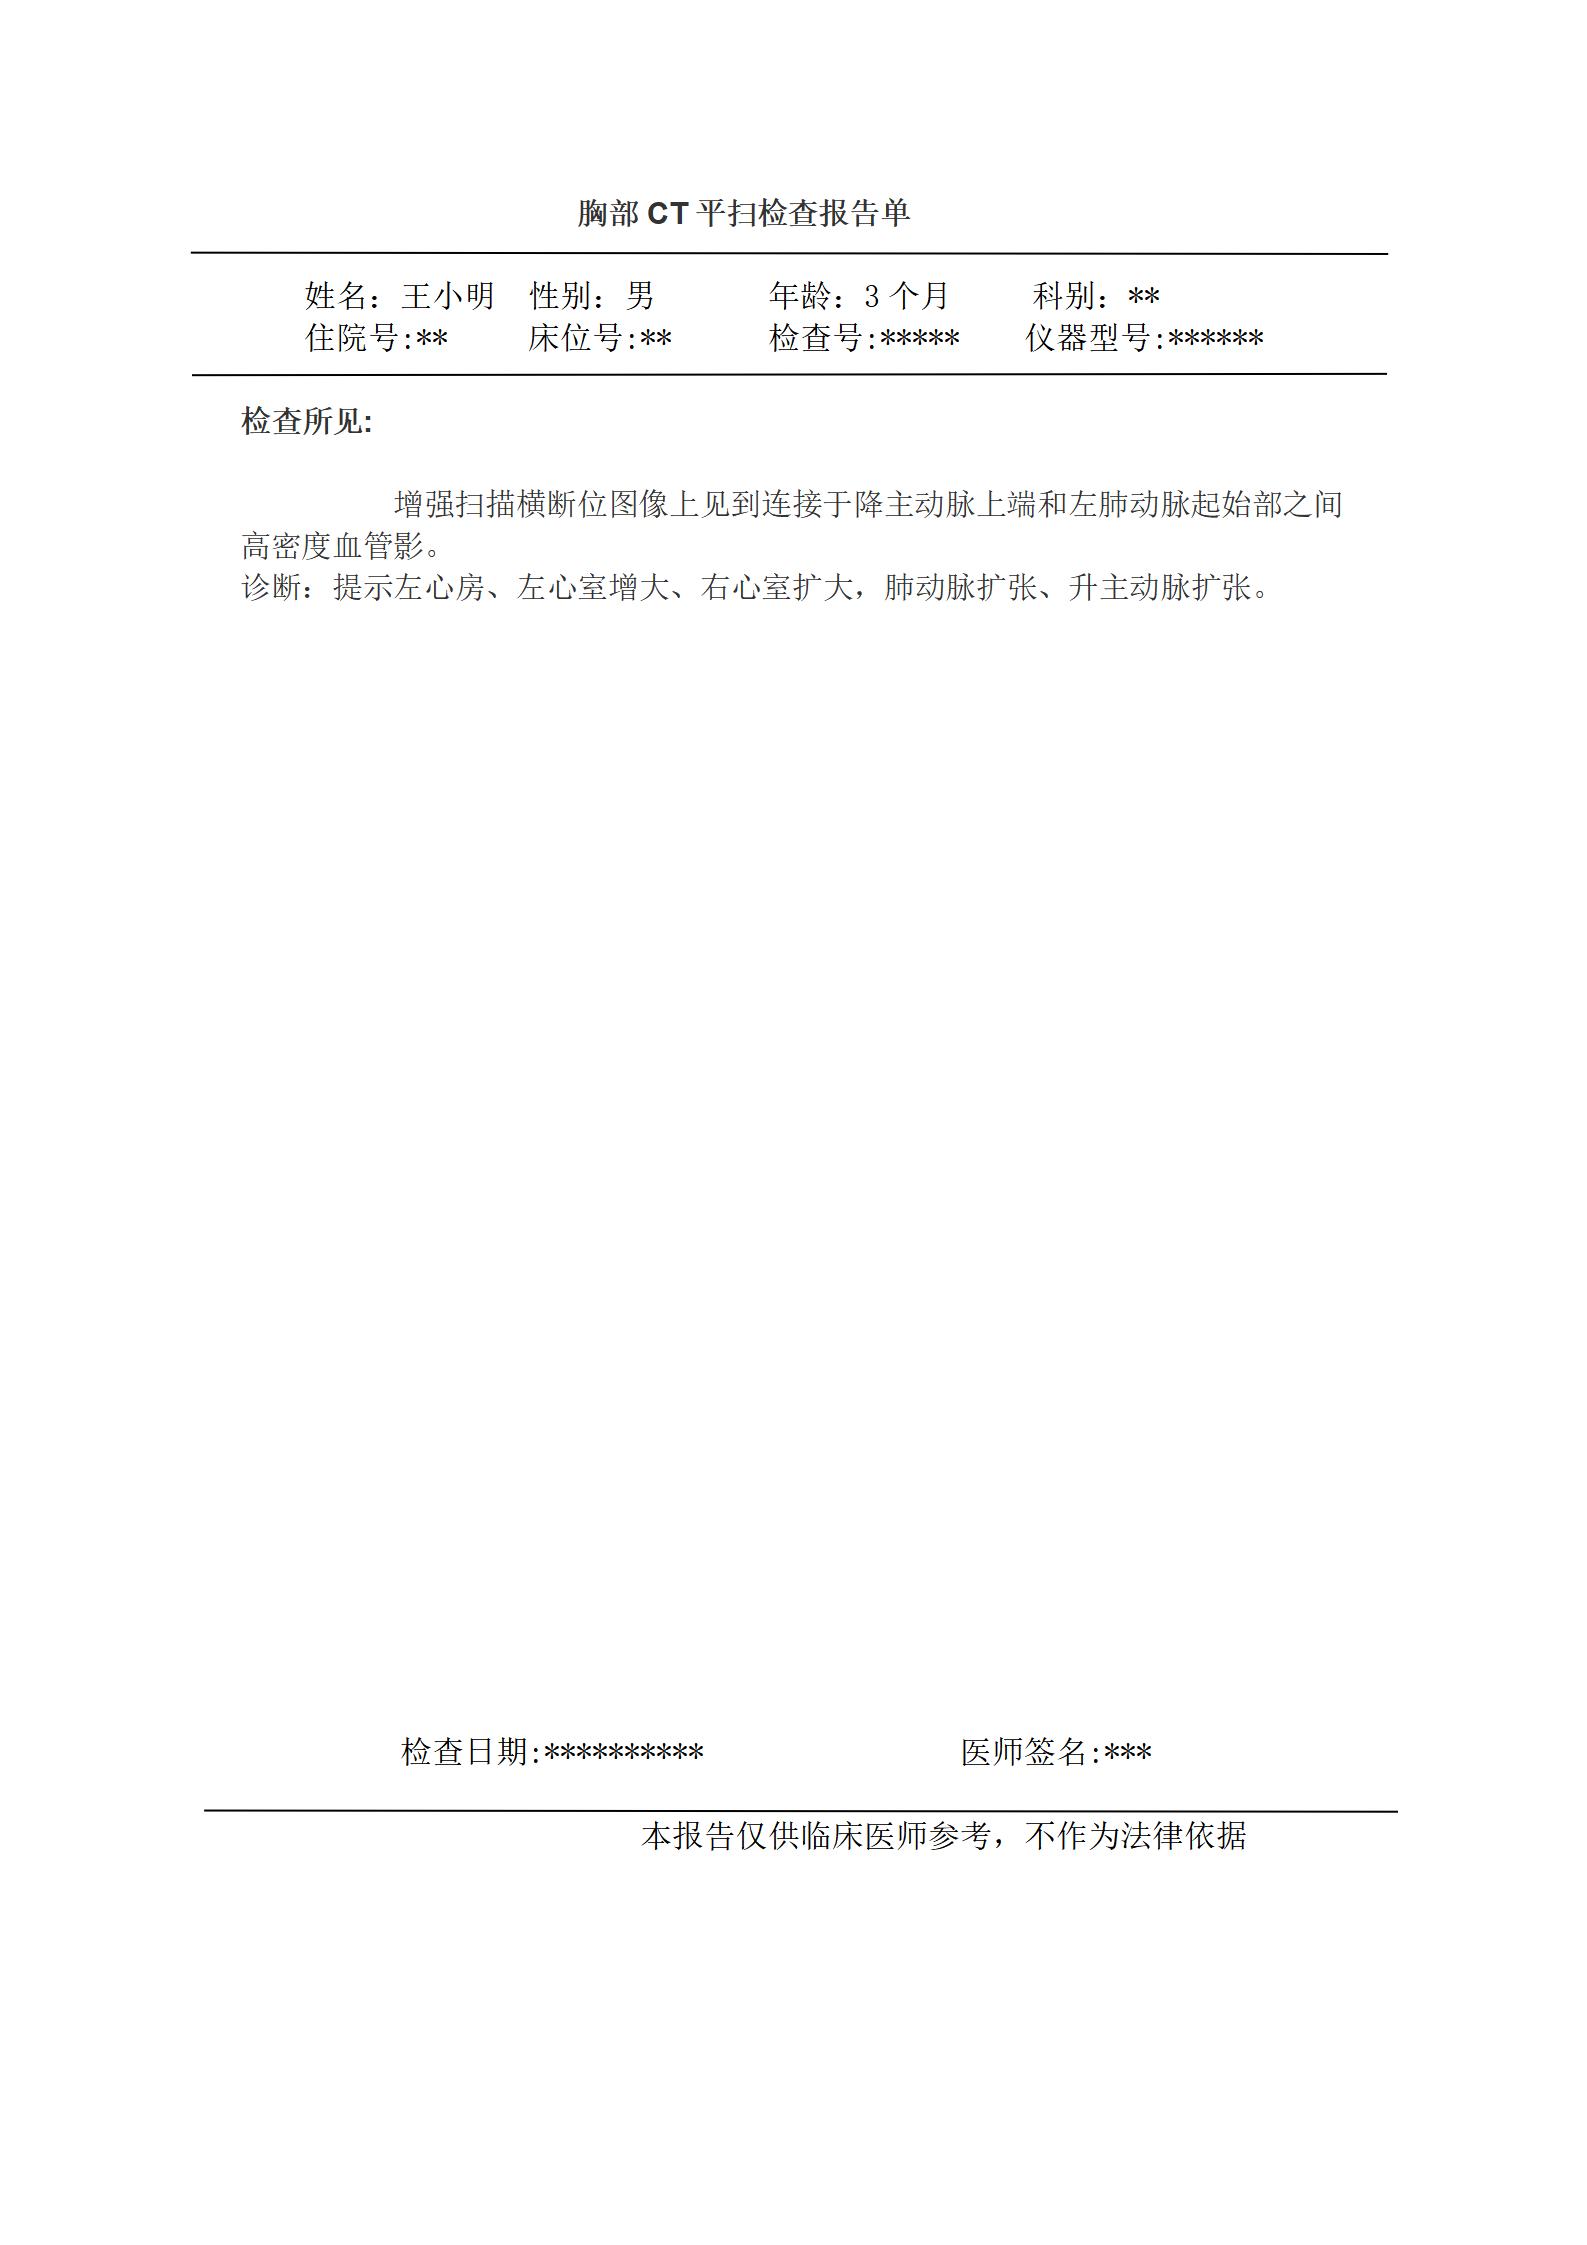 胸部 CT 平扫检查报告单
姓名：王小明 性别：男 年龄：3 个月 科别：**
住院号:** 床位号:** 检查号:***** 仪器型号:******
检查所见:
增强扫描横断位图像上见到连接于降主动脉上端和左肺动脉起始部之间
高密度血管影。
诊断：提示左心房、左心室增大、右心室扩大，肺动脉扩张、升主动脉扩张。
检查日期:********** 医师签名:***
本报告仅供临床医师参考，不作为法律依据